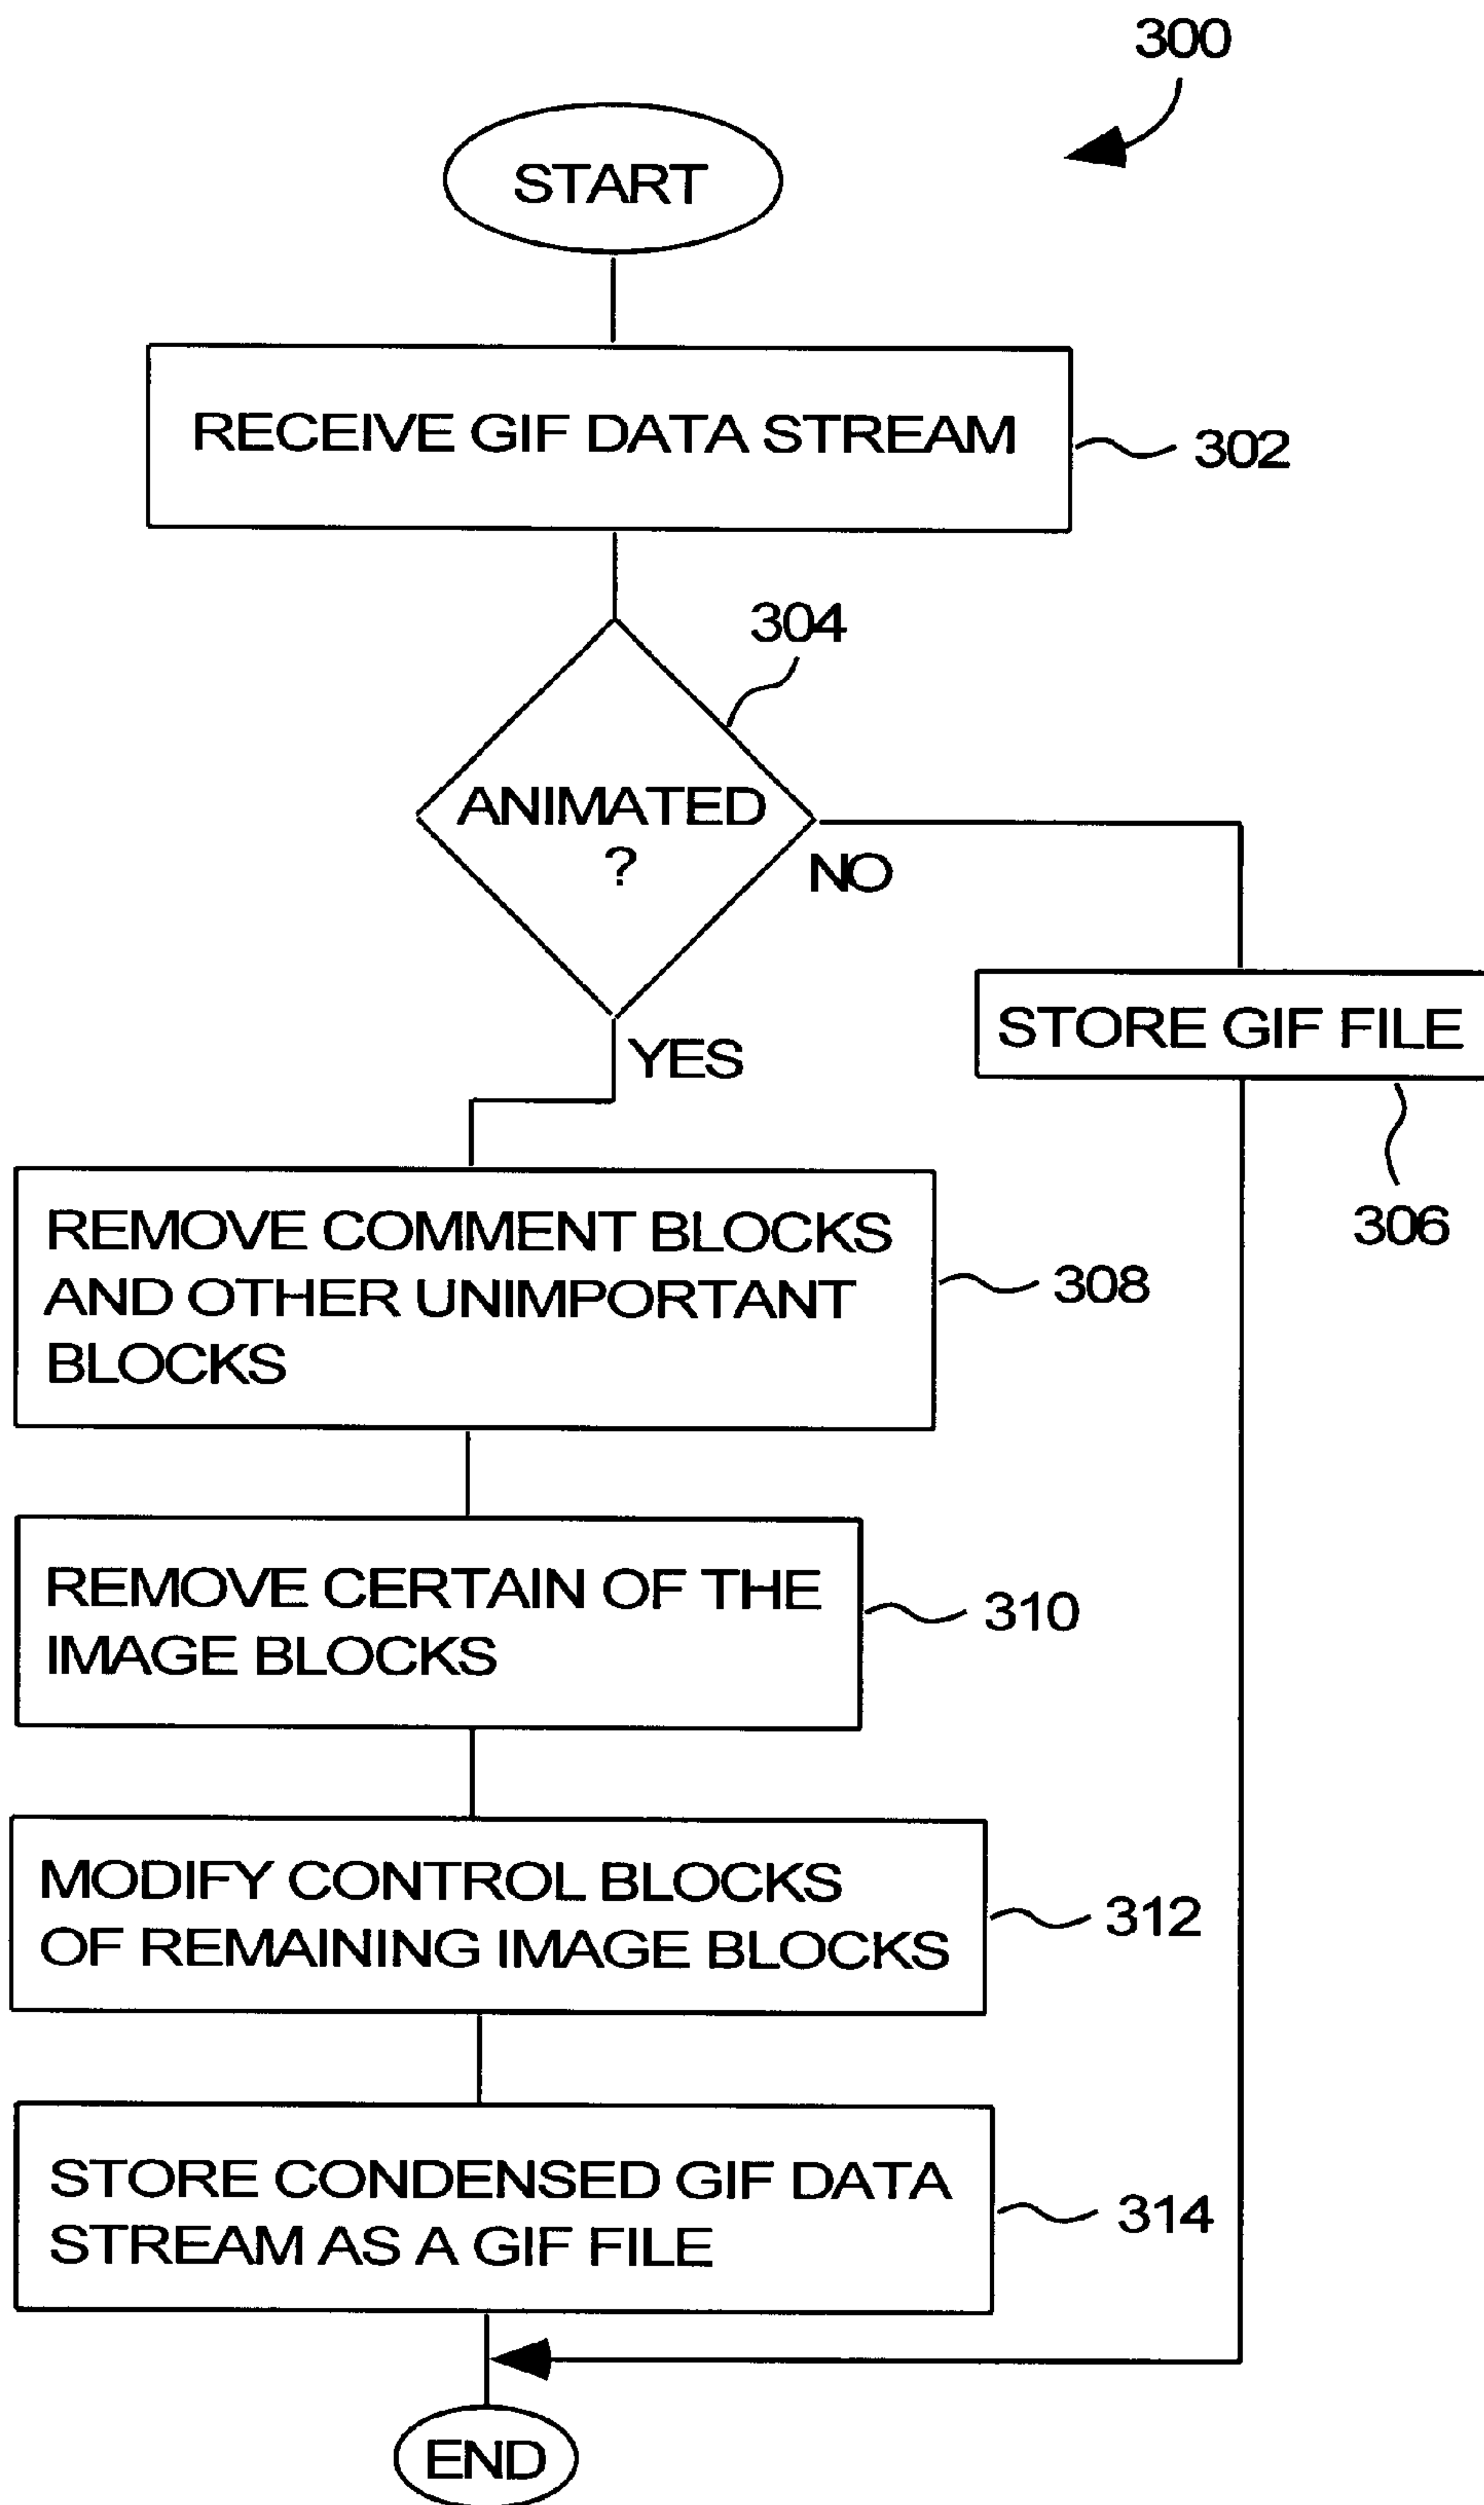 300
START
RECEIVE GIF DATA STREAM
302
304
ANIMATED
?
NO
STORE GIF FILE
YES
306
REMOVE COMMENT BLOCKS
AND OTHER UNIMPORTANT
BLOCKS
308
REMOVE CERTAIN OF THE
IMAGE BLOCKS
310
MODIFY CONTROL BLOCKS
OF REMAINING IMAGE BLOCKS
312
STORE CONDENSED GIF DATA
STREAM AS A GIF FILE
314
END